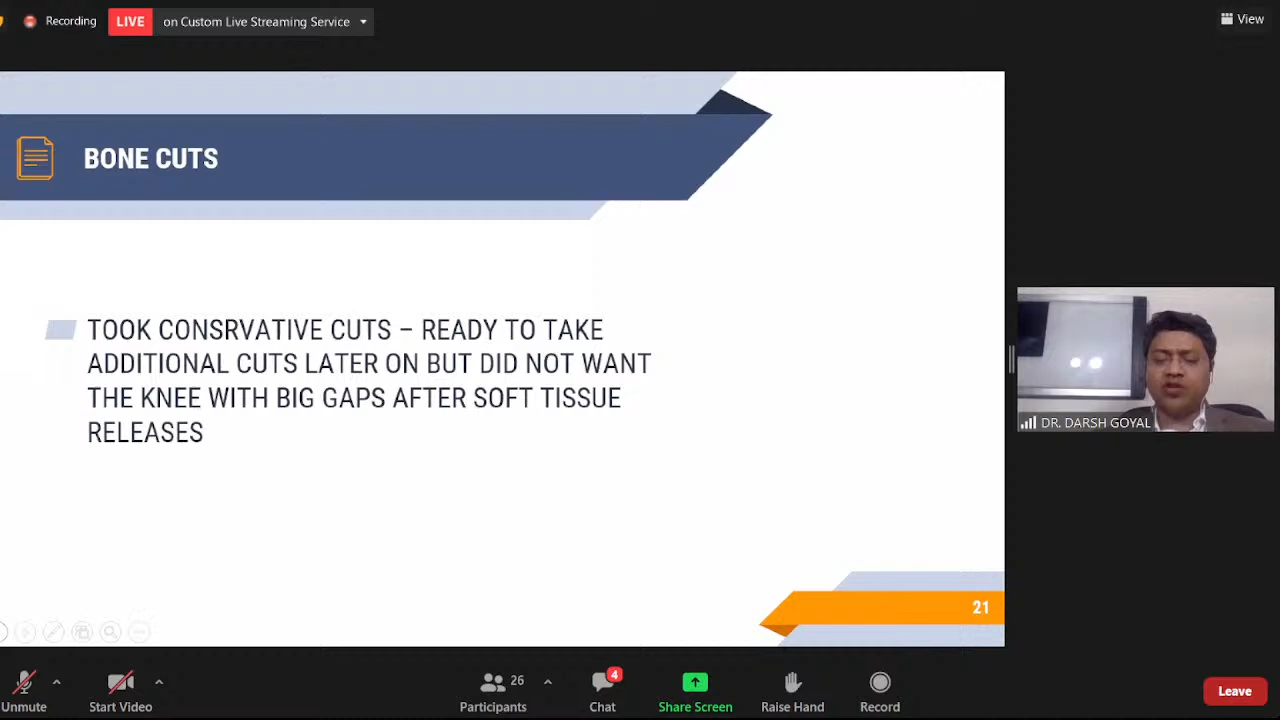 Recording
LIVE on Custom Live Streaming Service
View
BONE CUTS
TOOK CONSRVATIVE CUTS – READY TO TAKE
ADDITIONAL CUTS LATER ON BUT DID NOT WANT
THE KNEE WITH BIG GAPS AFTER SOFT TISSUE
RELEASES
DR. DARSH GOYAL
21
Unmute
Start Video
26
Participants
4
Chat
Share Screen
Raise Hand
Record
Leave